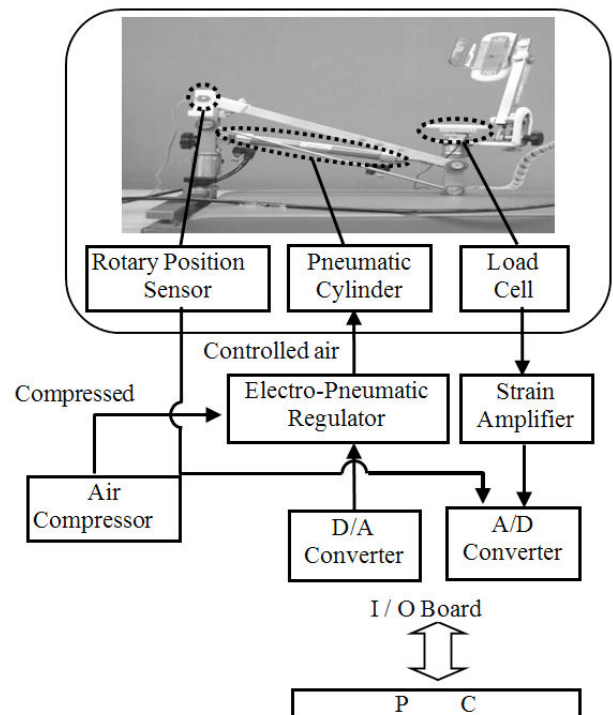 Rotary Position
Sensor
Pneumatic
Cylinder
Load
Cell
Controlled air
Compressed
Electro-Pneumatic
Regulator
Strain
Amplifier
Air
Compressor
D/A
Converter
A/D
Converter
I / O Board
P C